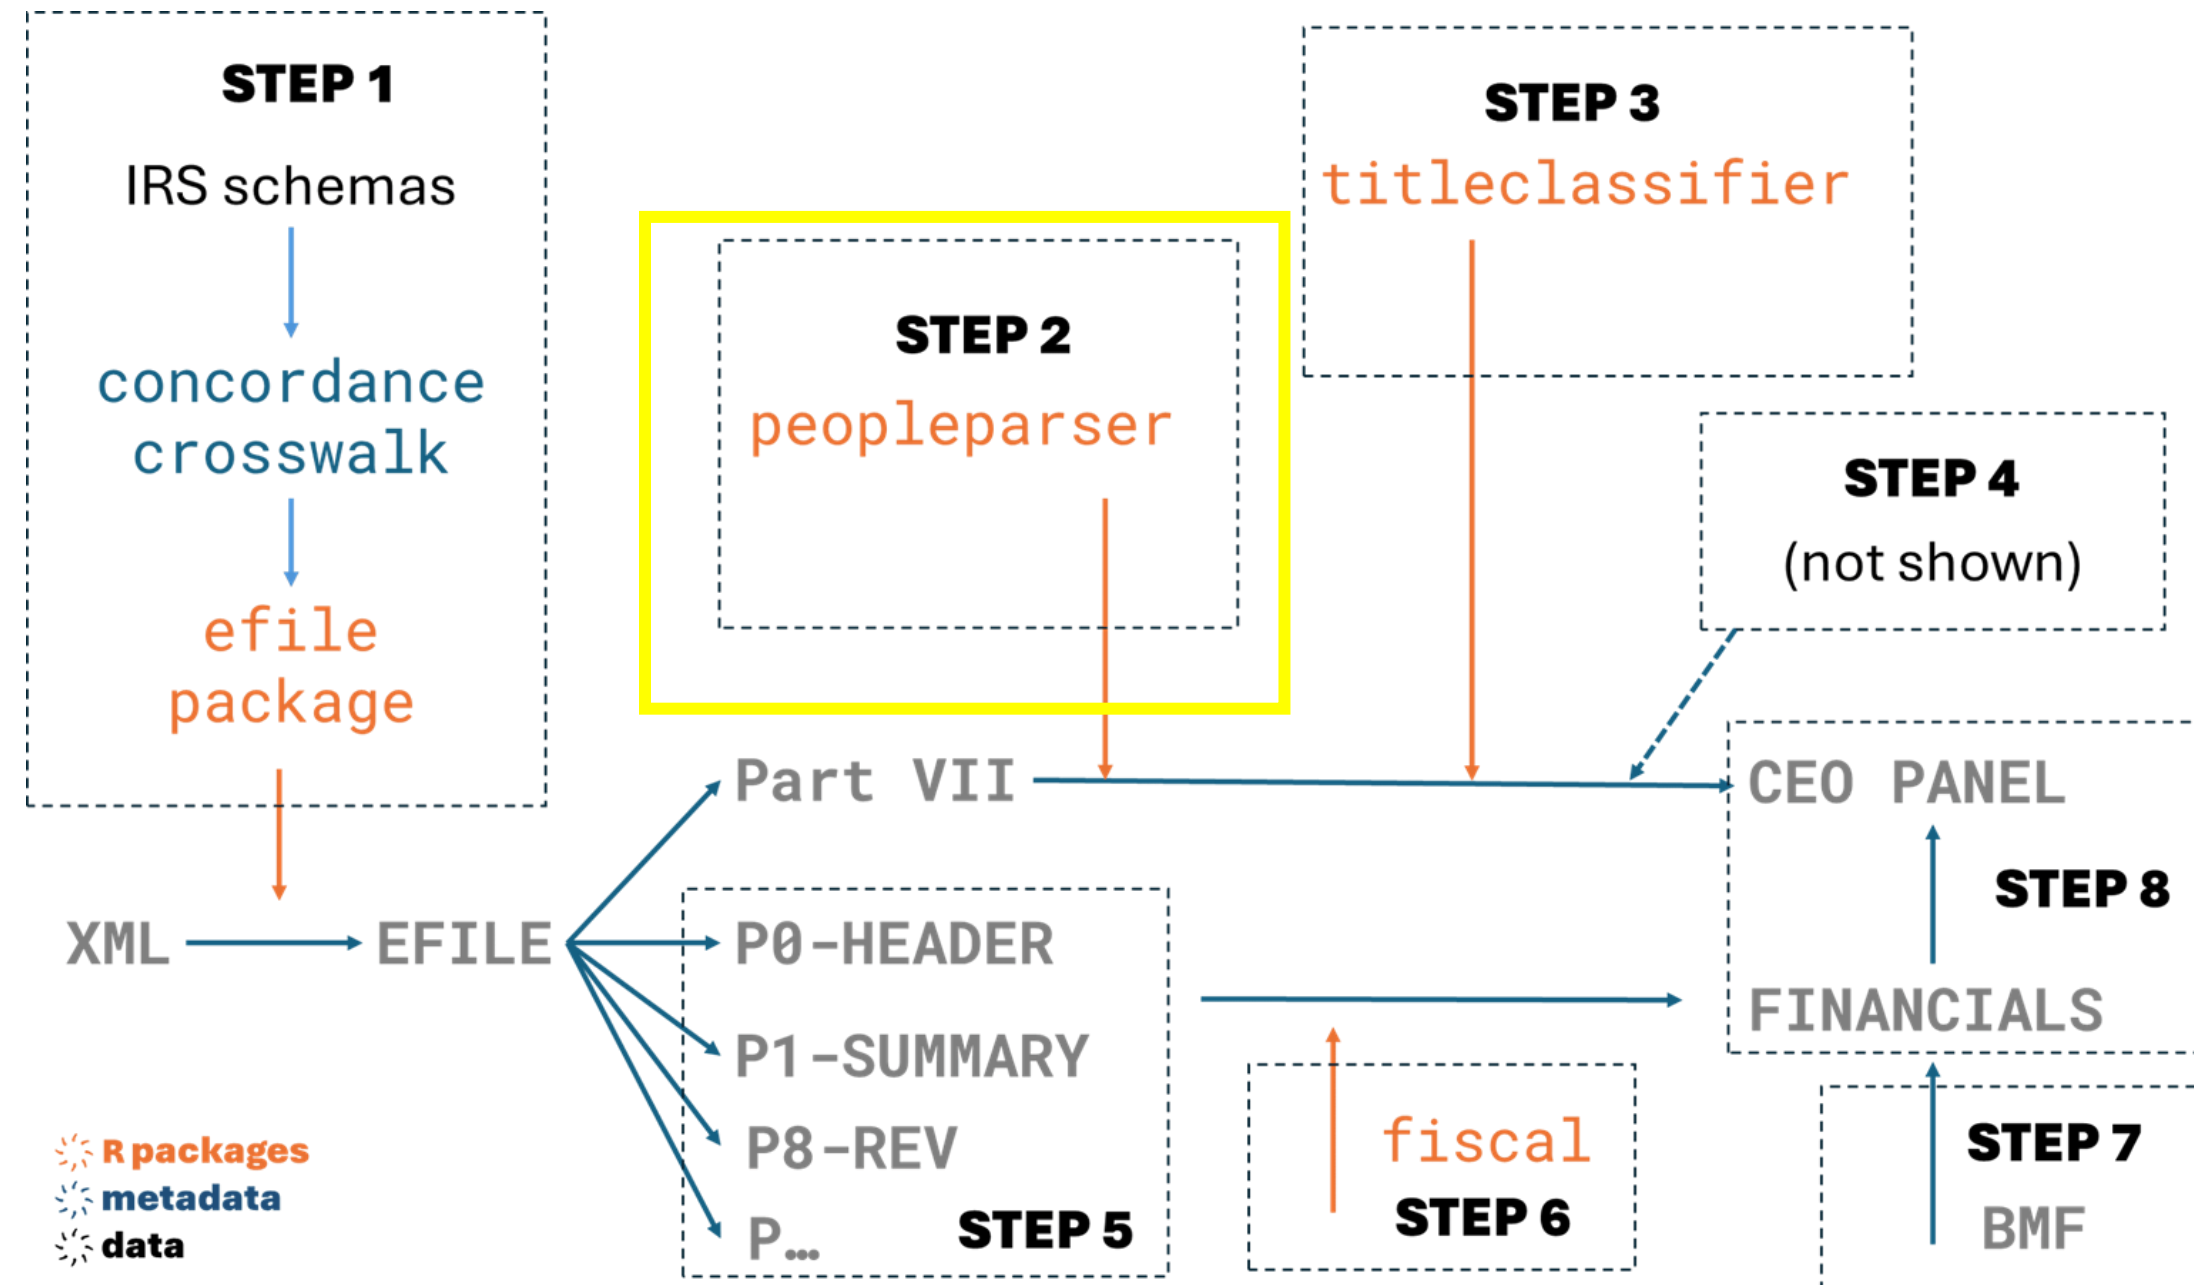 STEP 1
IRS schemas
concordance
crosswalk
efile
package
STEP 2
peopleparser
STEP 3
titleclassifier
STEP 4
(not shown)
Part VII
CEO PANEL
STEP 8
XML
EFILE
P0-HEADER
FINANCIALS
P1-SUMMARY
P8-REV
P...
STEP 5
fiscal
STEP 6
STEP 7
BMF
R packages
metadata
data